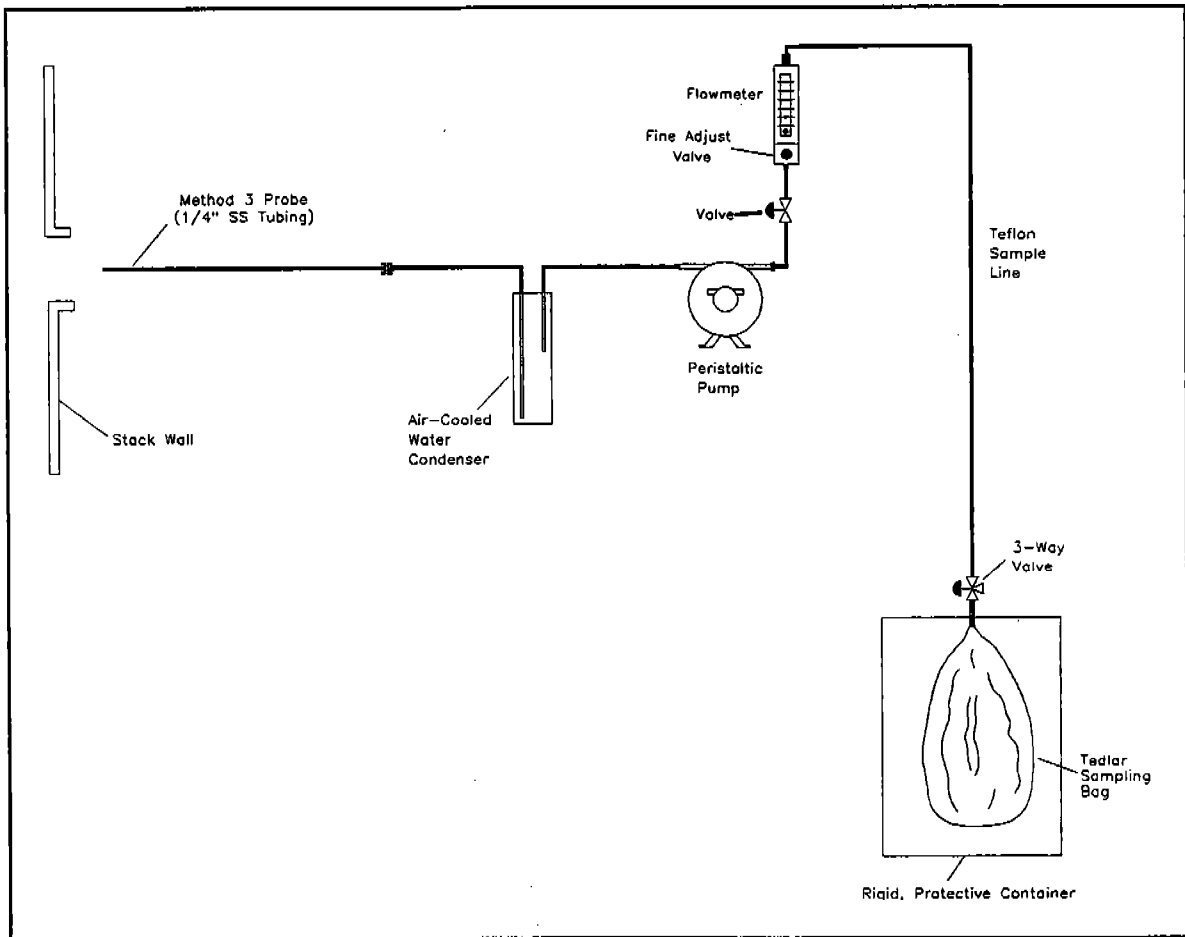 Flowmeter
Fine Adjust
Valve
Method 3 Probe
(1/4" SS Tubing)
Valve
Teflon
Sample
Line
Peristaltic
Pump
Air-Cooled
Water
Condenser
Stack Wall
3-Way
Valve
Tedlar
Sampling
Bag
Rigid, Protective Container